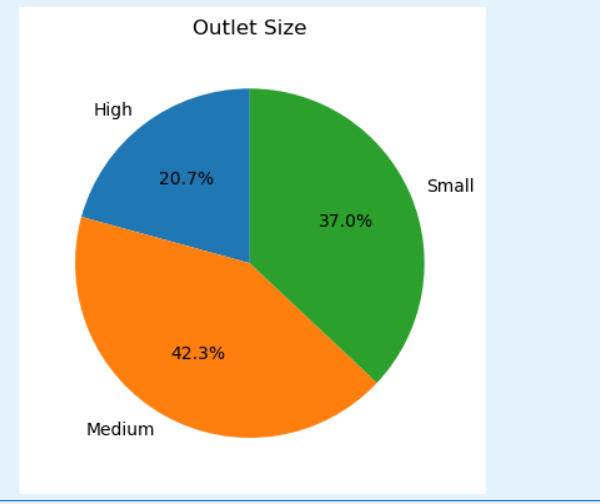 Outlet Size
High
20.7%
Small
37.0%
42.3%
Medium